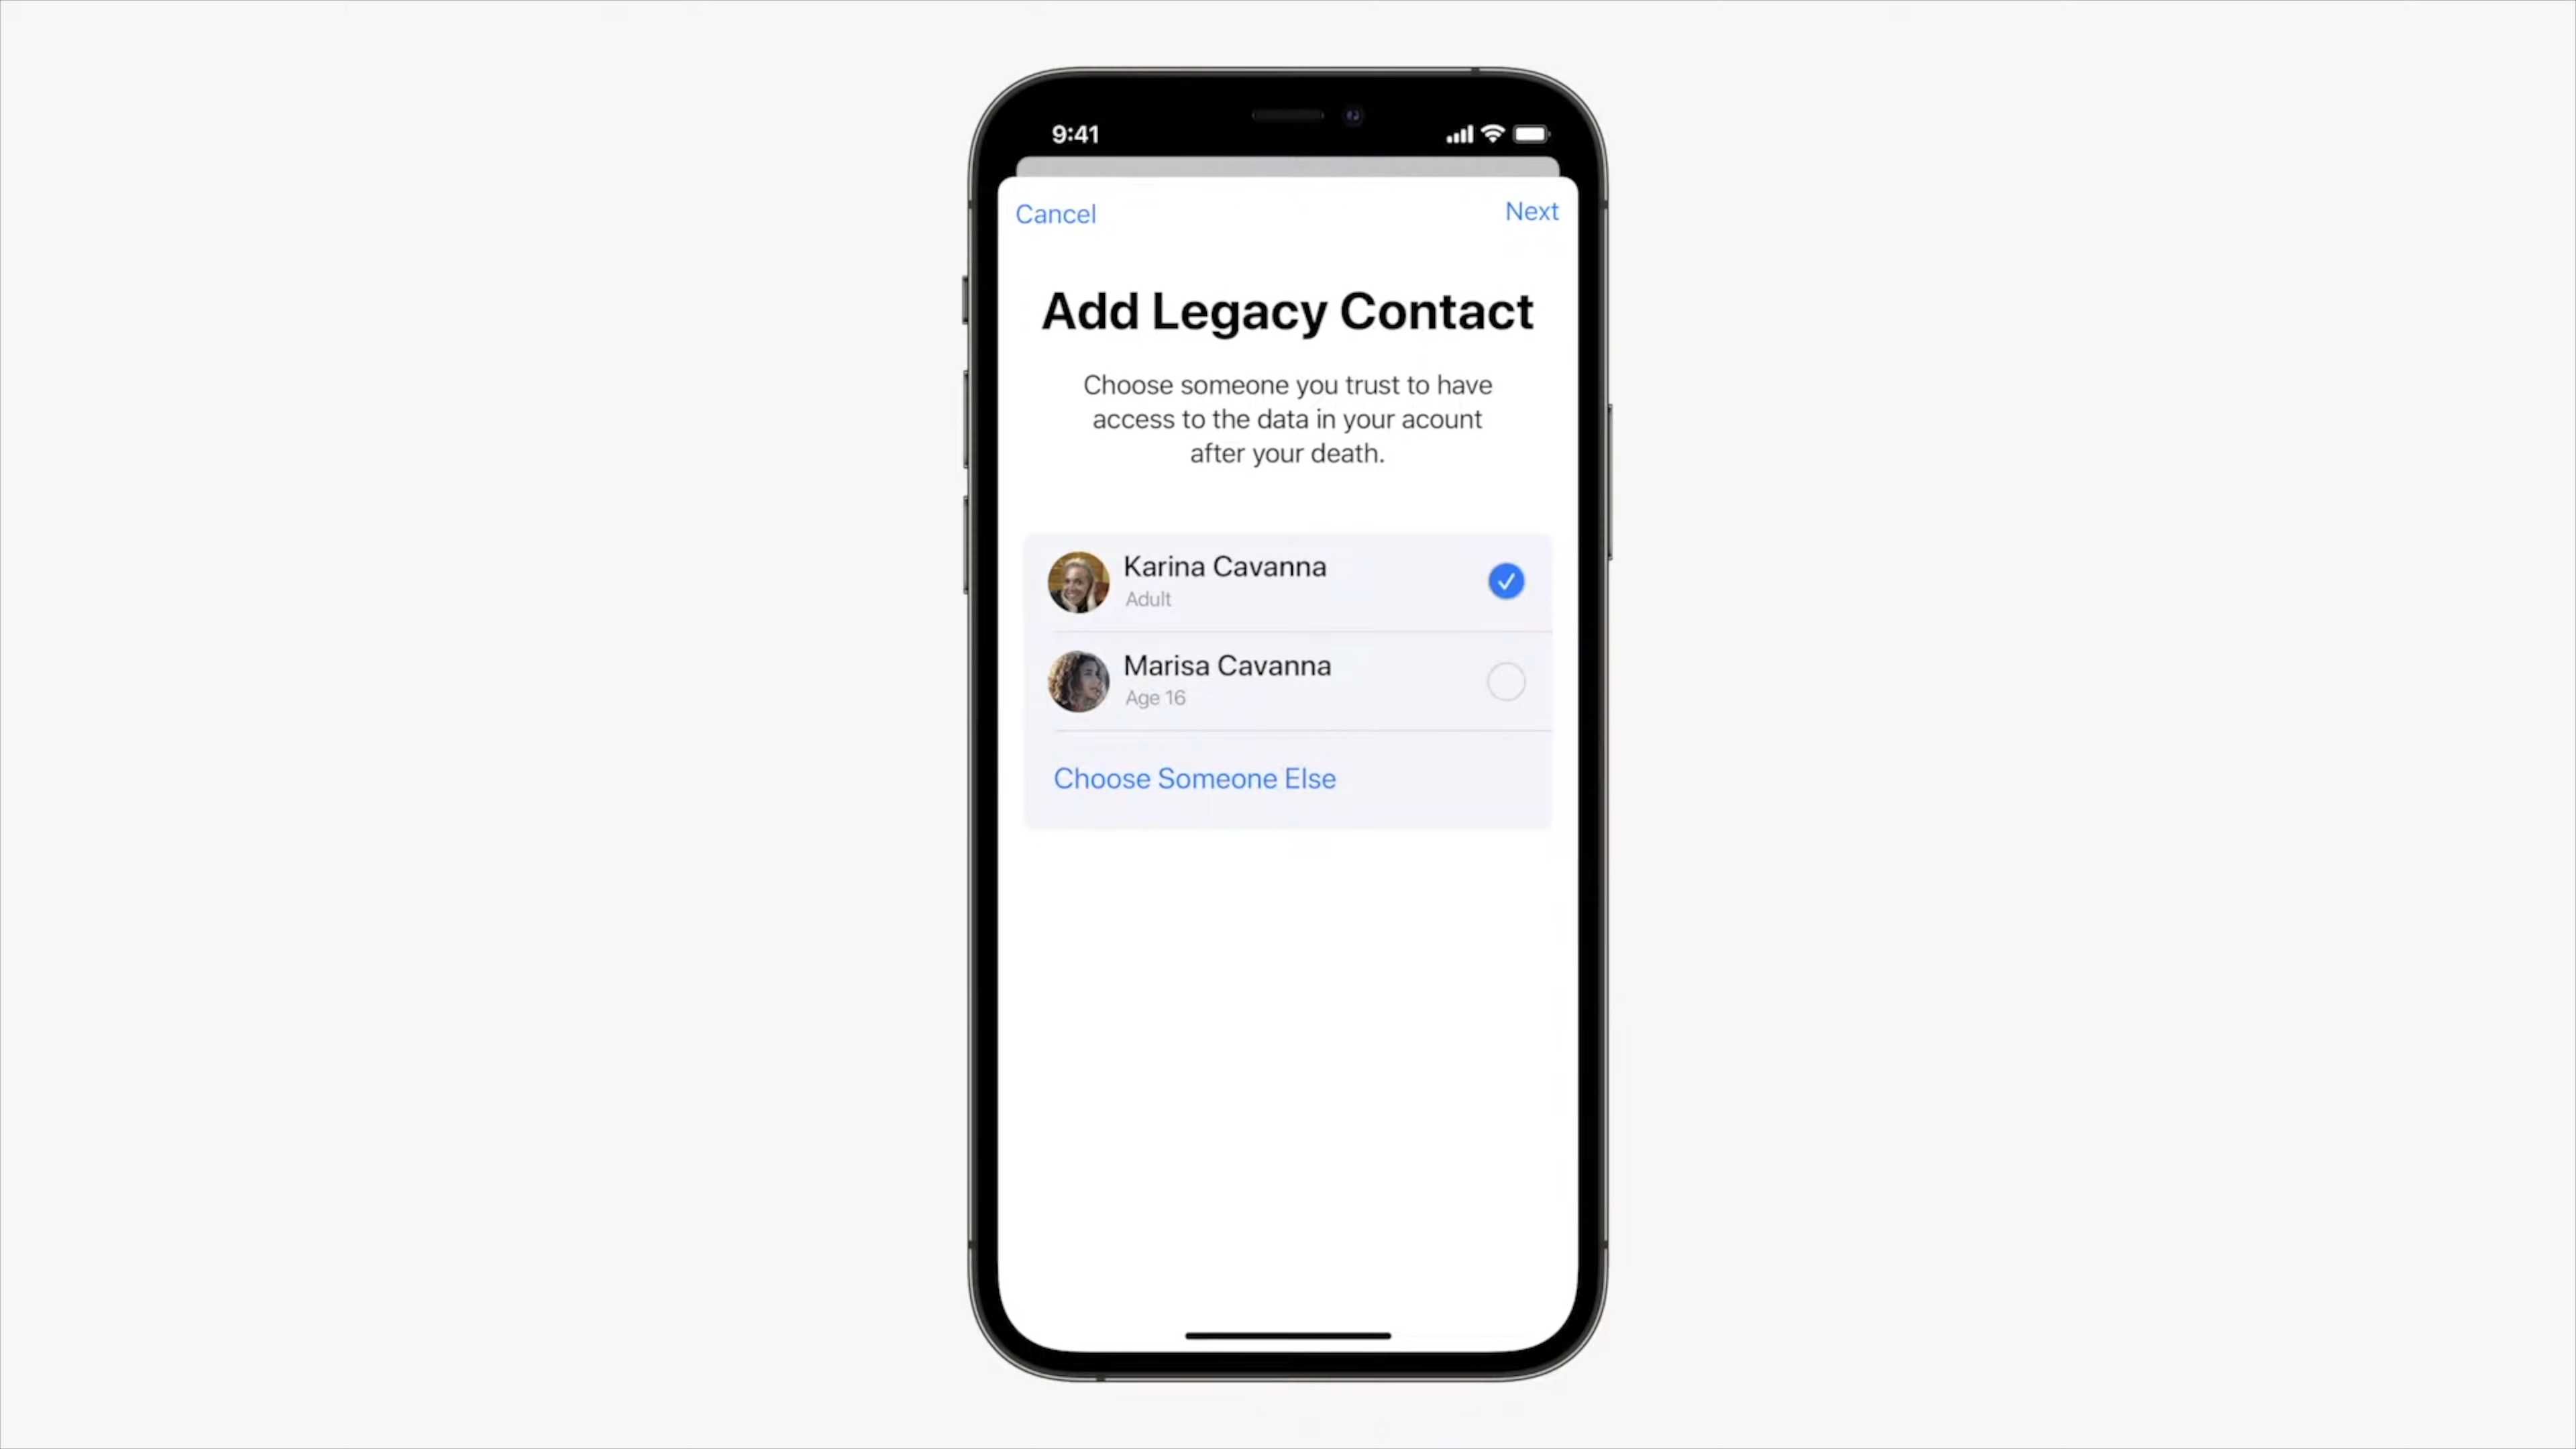 9:41
Cancel
Next
Add Legacy Contact
Choose someone you trust to have
access to the data in your acount
after your death.
Karina Cavanna
Adult
Marisa Cavanna
Age 16
Choose Someone Else